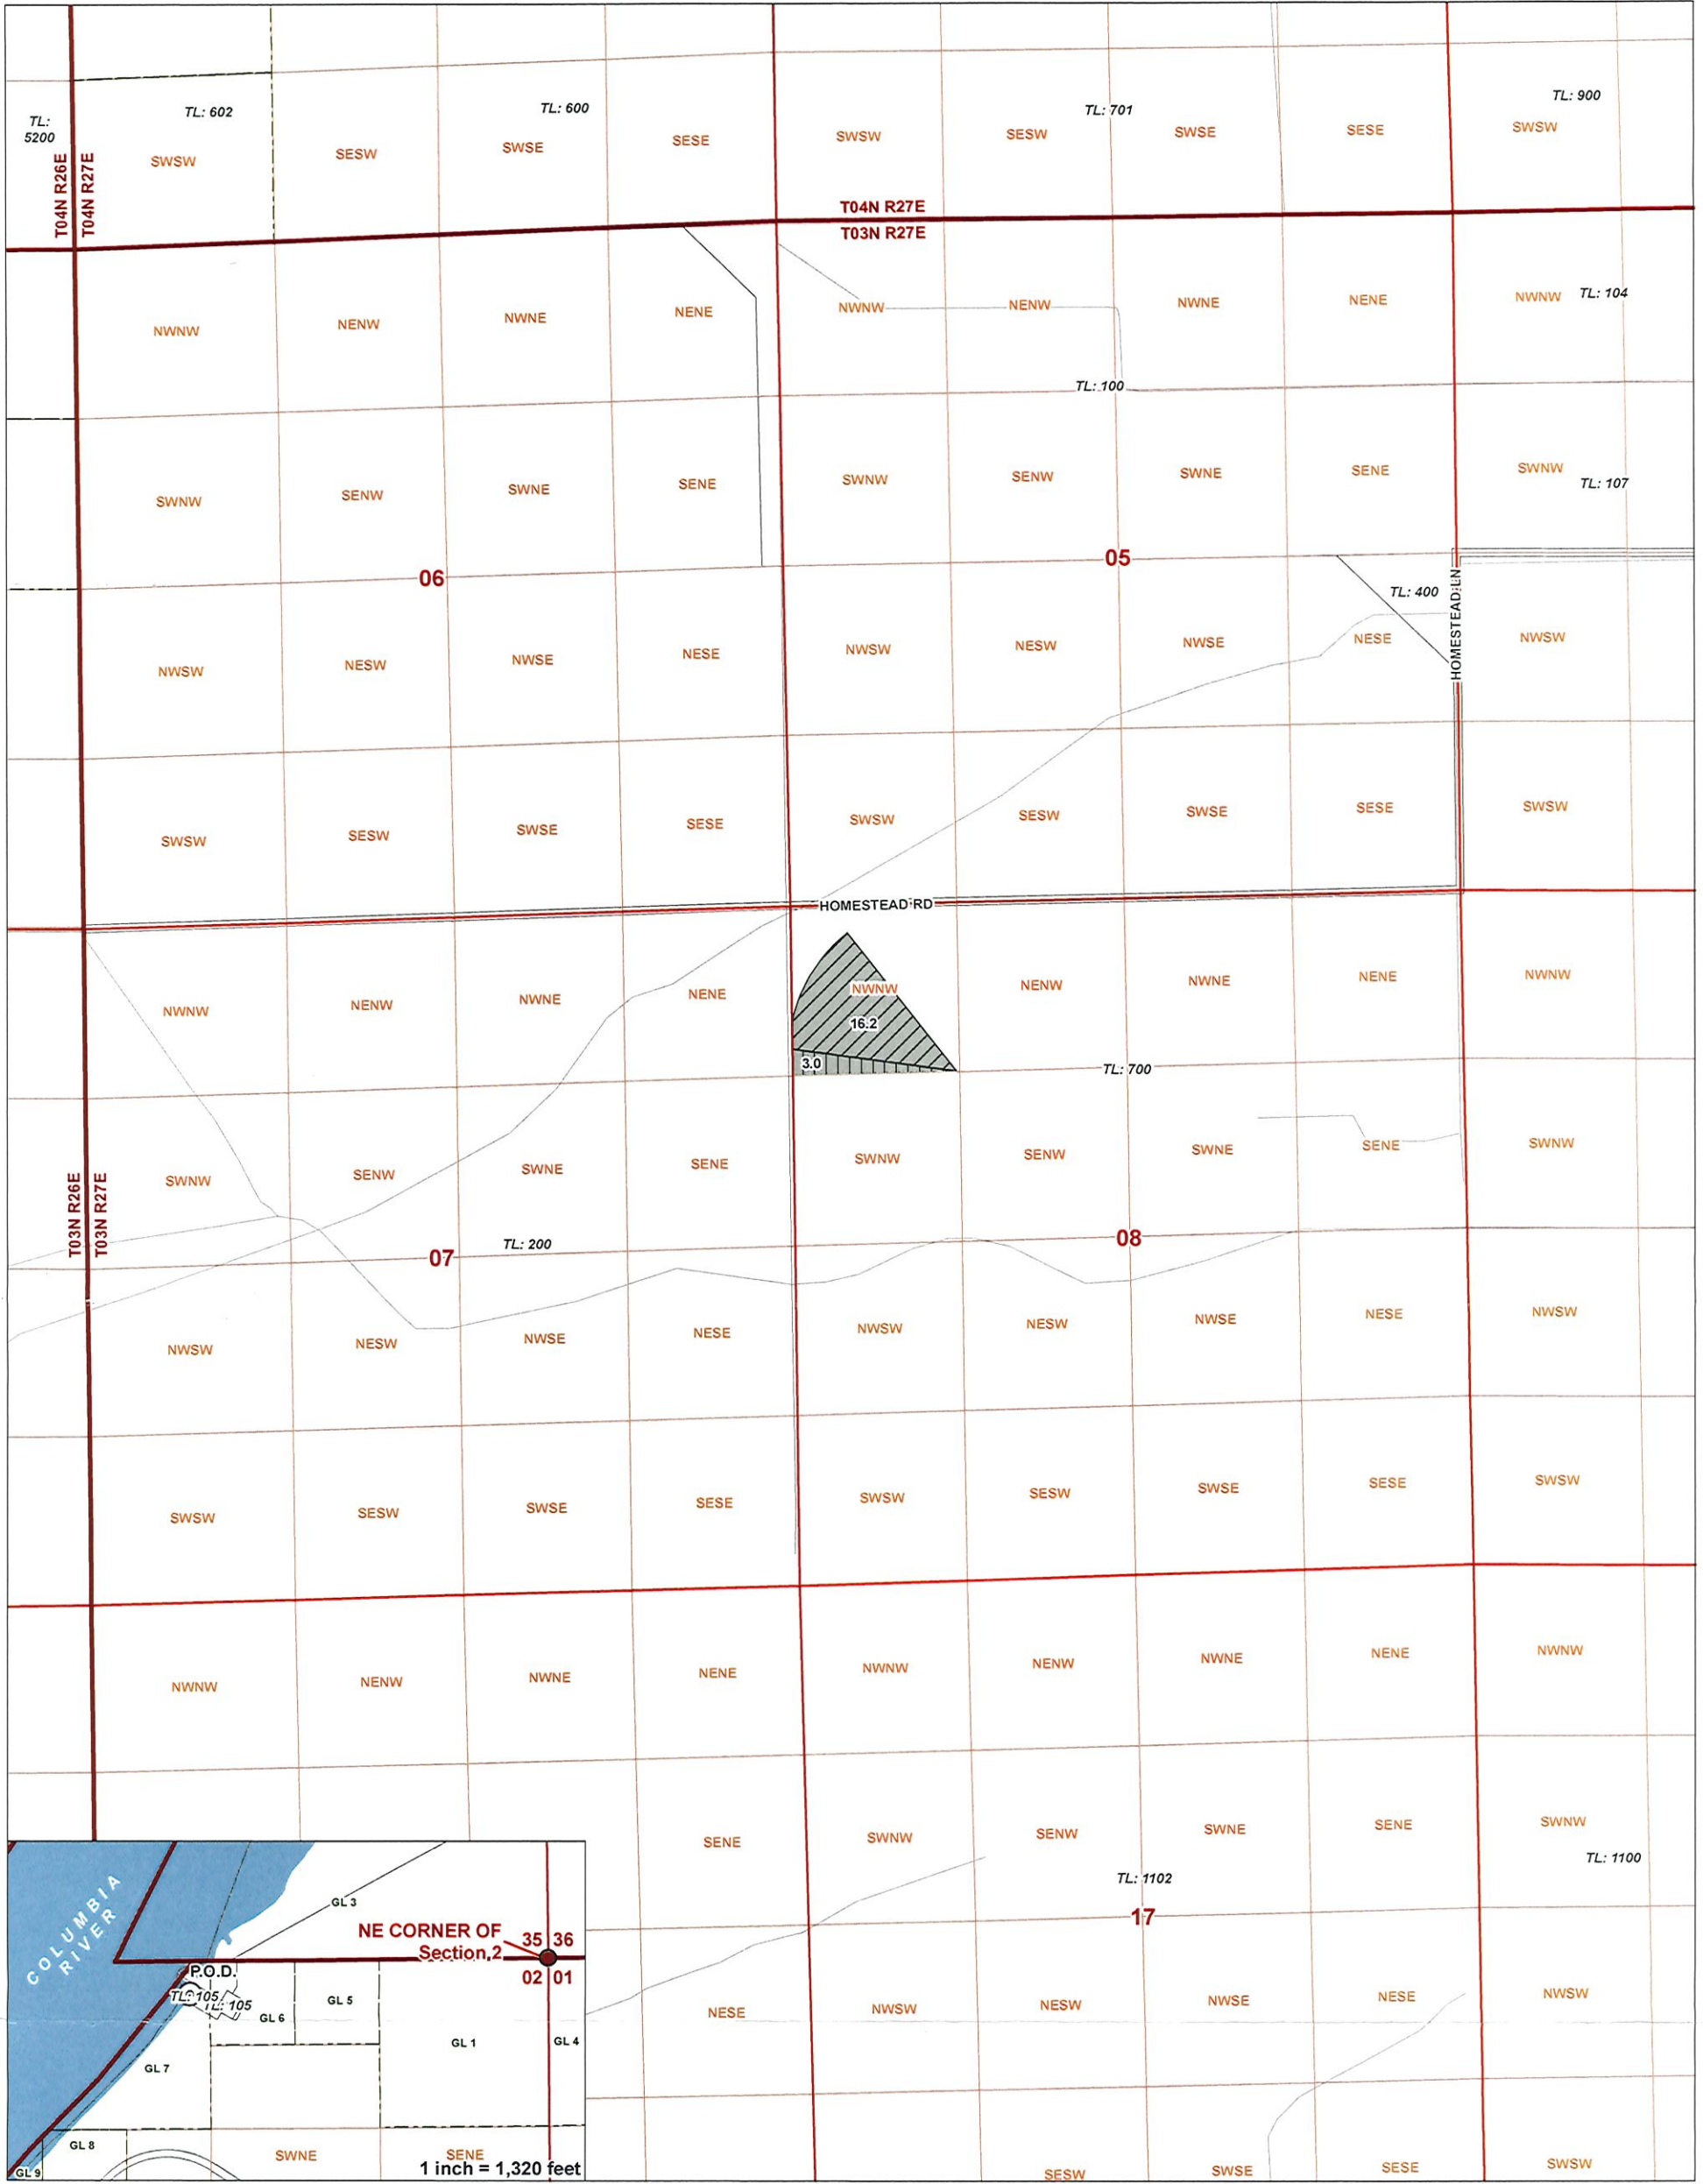 TL: 602
TL: 600
TL: 701
TL: 900
TL:
5200
SWSW
SESW
SWSE
SESE
SWSW
SESW
SWSE
SESE
SWSW
T04N R26E
T04N R27E
T04N R27E
T03N R27E
NWNW
NENW
NWNE
NENE
NWNW
NENW
NWNE
NENE
NWNW
TL: 104
TL: 100
SWNW
SENW
SWNE
SENE
SWNW
SENW
SWNE
SENE
SWNW
TL: 107
06
05
TL: 400
HOMESTEAD LN
NWSW
NESW
NWSE
NESE
NWSW
NESW
NWSE
NESE
NWSW
SWSW
SESW
SWSE
SESE
SWSW
SESW
SWSE
SESE
SWSW
HOMESTEAD RD
NWNW
NENW
NWNE
NENE
NWNW
NENW
NWNE
NENE
NWNW
16.2
3.0
TL: 700
T03N R26E
T03N R27E
SWNW
SENW
SWNE
SENE
SWNW
SENW
SWNE
SENE
SWNW
07
TL: 200
08
NWSW
NESW
NWSE
NESE
NWSW
NESW
NWSE
NESE
NWSW
SWSW
SESW
SWSE
SESE
SWSW
SESW
SWSE
SESE
SWSW
NWNW
NENW
NWNE
NENE
NWNW
NENW
NWNE
NENE
NWNW
SENE
SWNW
SENW
SWNE
SENE
SWNW
TL: 1102
TL: 1100
17
NESE
NWSW
NESW
NWSE
NESE
NWSW
SESW
SWSE
SESE
SWSW
COLUMBIA
RIVER
GL 3
NE CORNER OF
Section 2
35
36
02
01
P.O.D.
TL: 105
TL: 105
GL 6
GL 5
GL 1
GL 4
GL 7
GL 8
GL 9
SWNE
SENE
1 inch = 1,320 feet